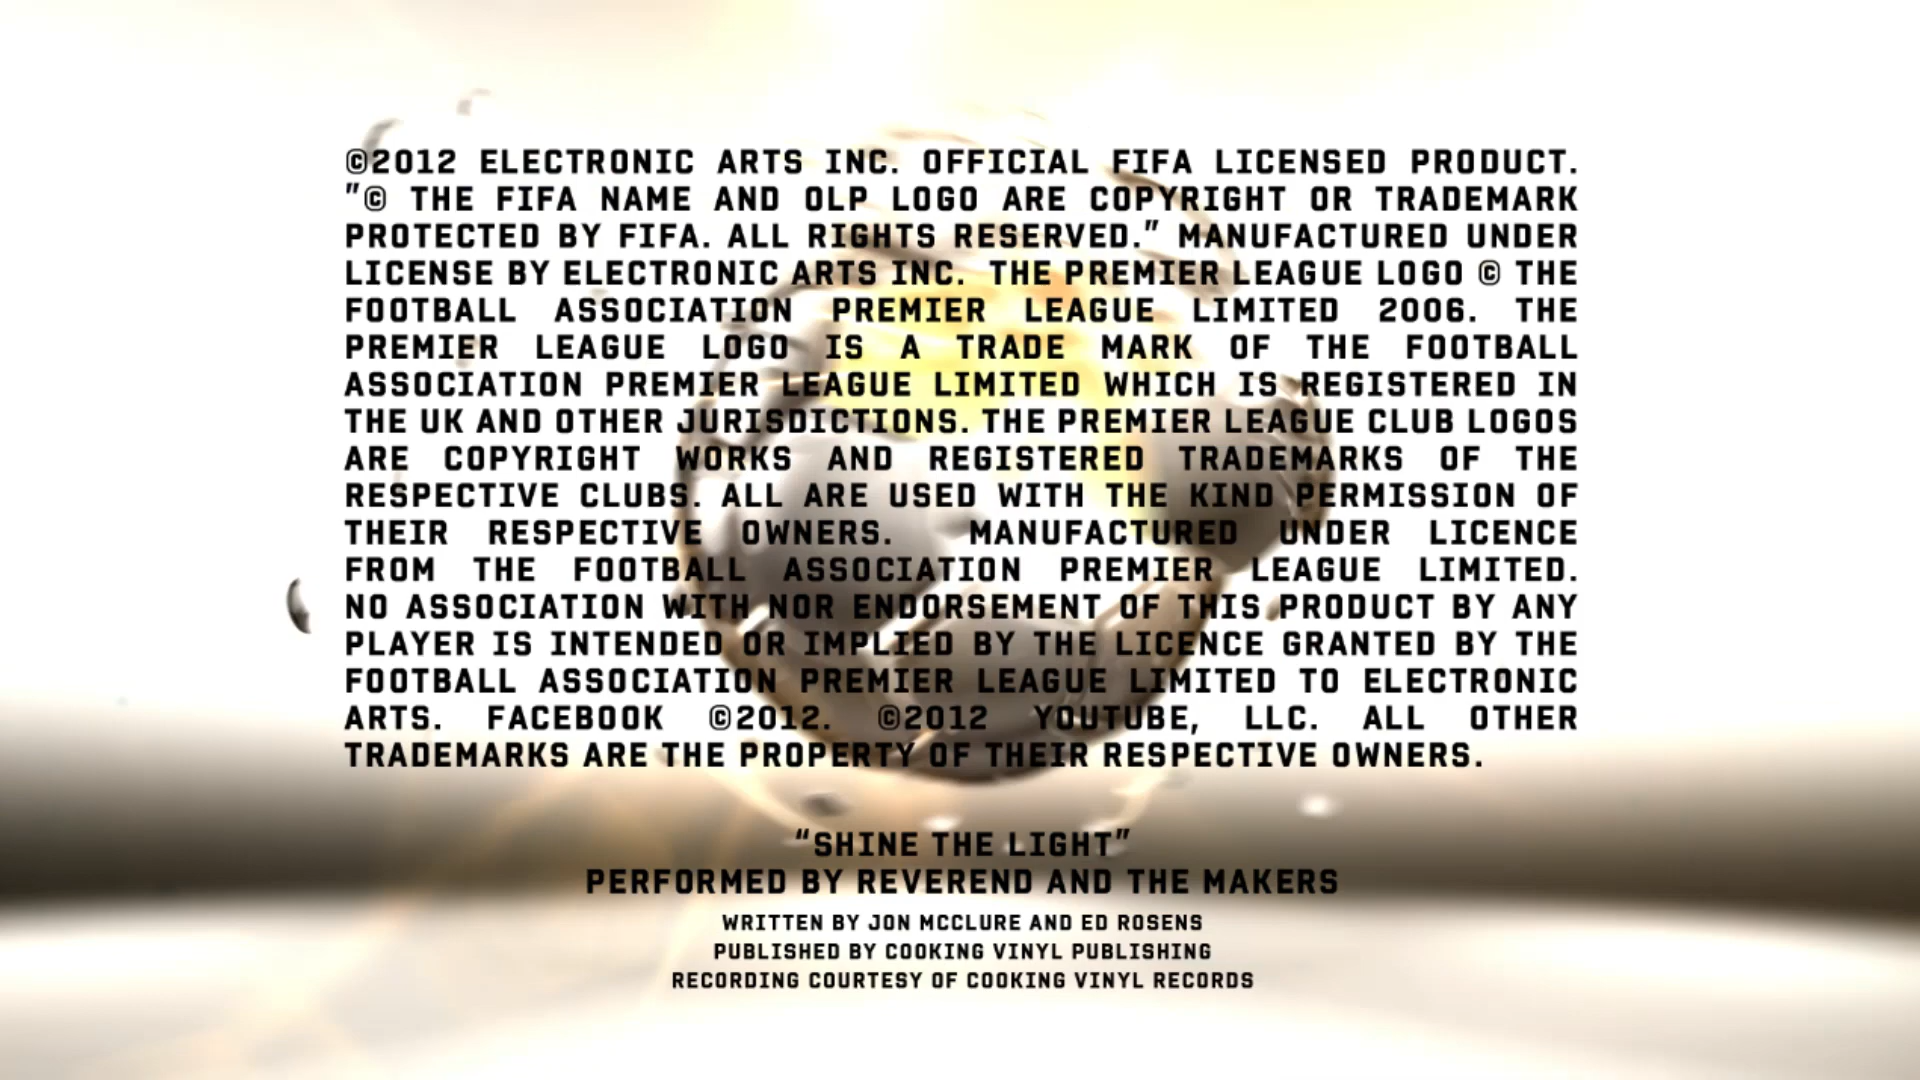 ©2012 ELECTRONIC ARTS INC. OFFICIAL FIFA LICENSED PRODUCT.
"© THE FIFA NAME AND OLP LOGO ARE COPYRIGHT OR TRADEMARK
PROTECTED BY FIFA. ALL RIGHTS RESERVED." MANUFACTURED UNDER
LICENSE BY ELECTRONIC ARTS INC. THE PREMIER LEAGUE LOGO © THE
FOOTBALL ASSOCIATION PREMIER LEAGUE LIMITED 2006. THE
PREMIER LEAGUE LOGO IS A TRADE MARK OF THE FOOTBALL
ASSOCIATION PREMIER LEAGUE LIMITED WHICH IS REGISTERED IN
THE UK AND OTHER JURISDICTIONS. THE PREMIER LEAGUE CLUB LOGOS
ARE COPYRIGHT WORKS AND REGISTERED TRADEMARKS OF THE
RESPECTIVE CLUBS. ALL ARE USED WITH THE KIND PERMISSION OF
THEIR RESPECTIVE OWNERS. MANUFACTURED UNDER LICENCE
FROM THE FOOTBALL ASSOCIATION PREMIER LEAGUE LIMITED.
NO ASSOCIATION WITH NOR ENDORSEMENT OF THIS PRODUCT BY ANY
PLAYER IS INTENDED OR IMPLIED BY THE LICENCE GRANTED BY THE
FOOTBALL ASSOCIATION PREMIER LEAGUE LIMITED TO ELECTRONIC
ARTS. FACEBOOK ©2012. ©2012 YOUTUBE, LLC. ALL OTHER
TRADEMARKS ARE THE PROPERTY OF THEIR RESPECTIVE OWNERS.
“SHINE THE LIGHT”
PERFORMED BY REVEREND AND THE MAKERS
WRITTEN BY JON MCCLURE AND ED ROSENS
PUBLISHED BY COOKING VINYL PUBLISHING
RECORDING COURTESY OF COOKING VINYL RECORDS